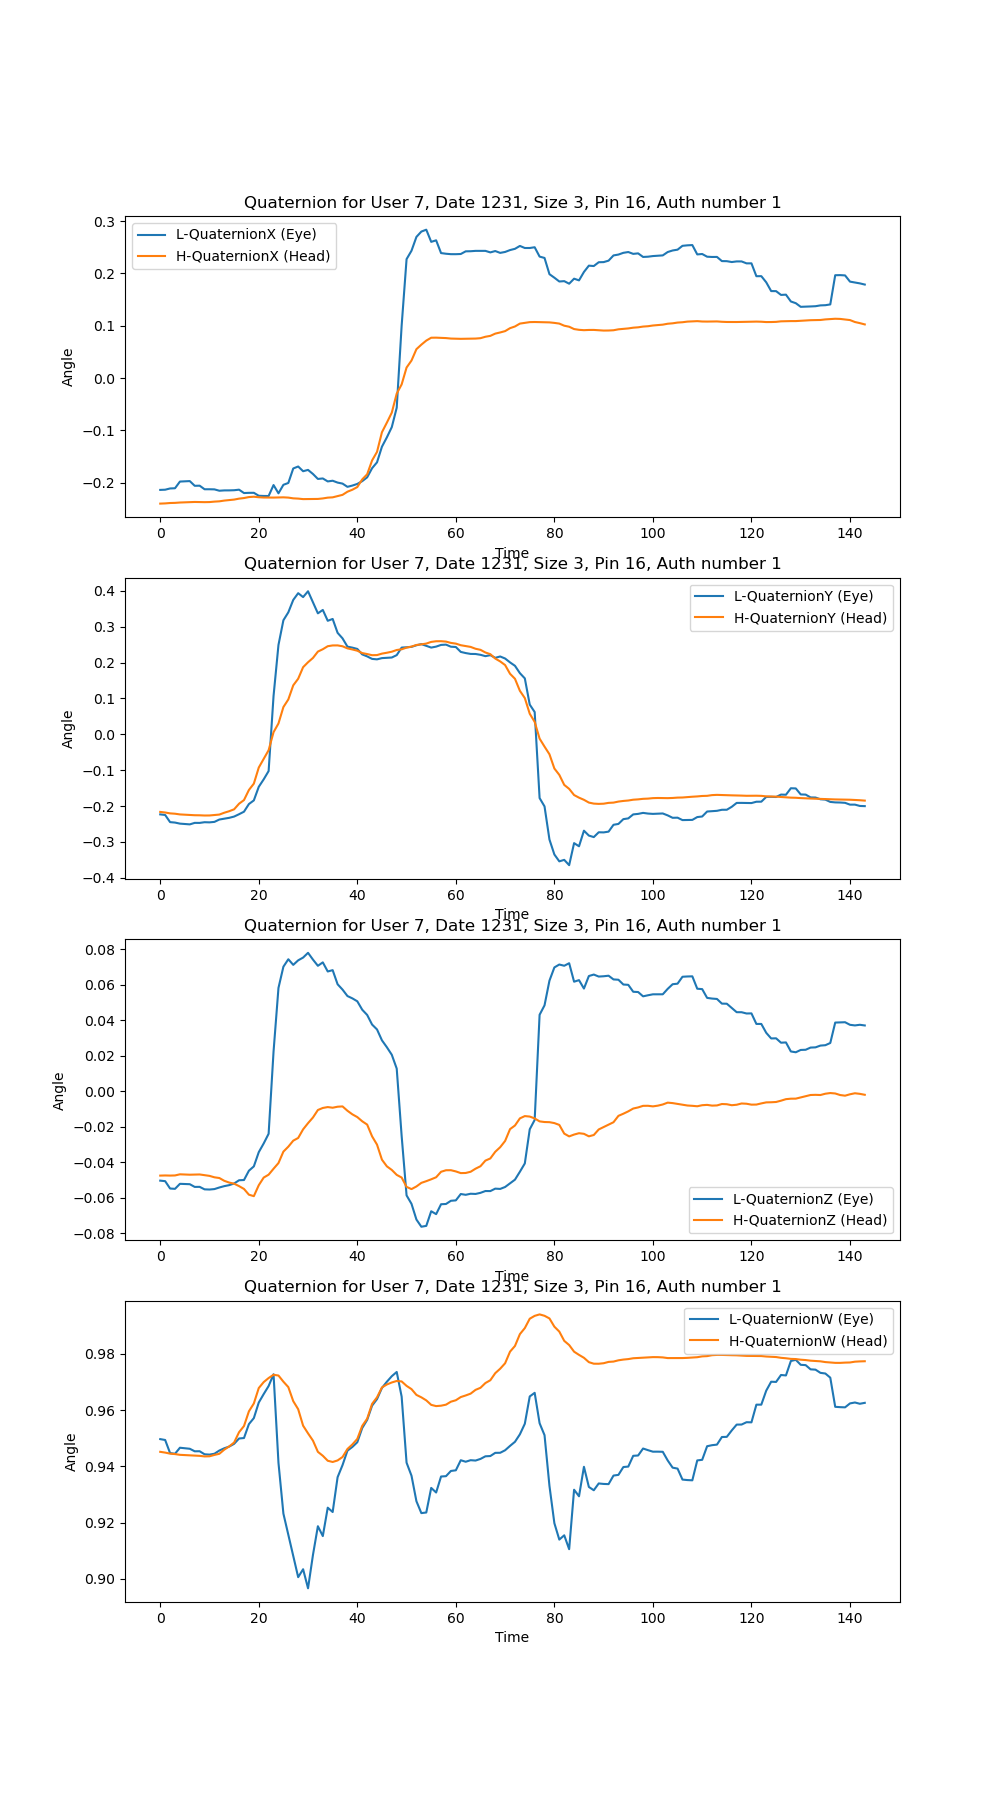 Quaternion for User 7, Date 1231, Size 3, Pin 16, Auth number 1
L-QuaternionX (Eye)
H-QuaternionX (Head)
Angle
0.3
0.2
0.1
0.0
−0.1
−0.2
0 20 40 60 80 100 120 140
Time
Quaternion for User 7, Date 1231, Size 3, Pin 16, Auth number 1
L-QuaternionY (Eye)
H-QuaternionY (Head)
Angle
0.4
0.3
0.2
0.1
0.0
−0.1
−0.2
−0.3
−0.4
0 20 40 60 80 100 120 140
Time
Quaternion for User 7, Date 1231, Size 3, Pin 16, Auth number 1
Angle
0.08
0.06
0.04
0.02
0.00
−0.02
−0.04
−0.06
−0.08
L-QuaternionZ (Eye)
H-QuaternionZ (Head)
0 20 40 60 80 100 120 140
Time
Quaternion for User 7, Date 1231, Size 3, Pin 16, Auth number 1
L-QuaternionW (Eye)
H-QuaternionW (Head)
Angle
0.98
0.96
0.94
0.92
0.90
0 20 40 60 80 100 120 140
Time